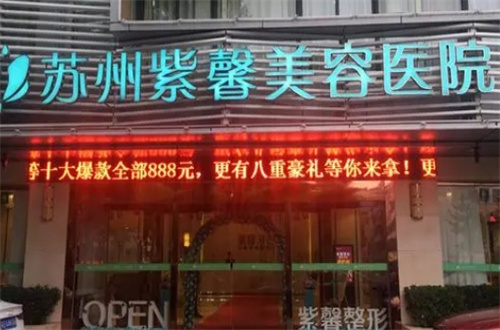 苏州紫馨美容医院
等十大爆款全部888元，更有八重豪礼等你来拿！更
OPEN
紫馨整形